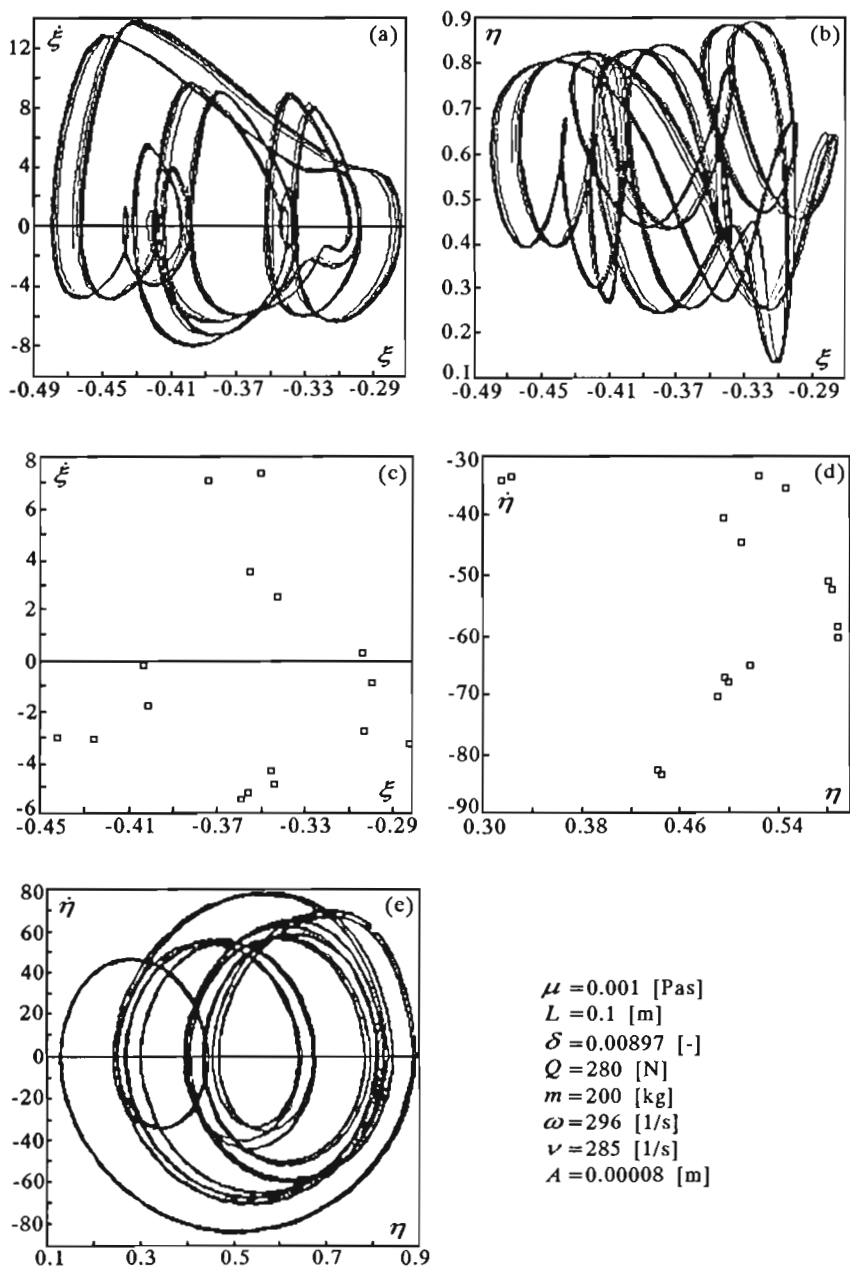 ξ̇ (a)
12
8
4
0
-4
-8
ξ
-0.49 -0.45 -0.41 -0.37 -0.33 -0.29
0.9 η (b)
0.8
0.7
0.6
0.5
0.4
0.3
0.2
0.1 ξ
-0.49 -0.45 -0.41 -0.37 -0.33 -0.29
8 ξ̇ (c)
6
4
2
0
-2
-4
-6 ξ
-0.45 -0.41 -0.37 -0.33 -0.29
-30 (d)
η̇
-40
-50
-60
-70
-80
-90
0.30 0.38 0.46 0.54 η
80 η̇ (e)
60
40
20
0
-20
-40
-60
-80 η
0.1 0.3 0.5 0.7 0.9
μ =0.001 [Pas]
L =0.1 [m]
δ =0.00897 [-]
Q =280 [N]
m =200 [kg]
ω =296 [1/s]
ν =285 [1/s]
A =0.00008 [m]